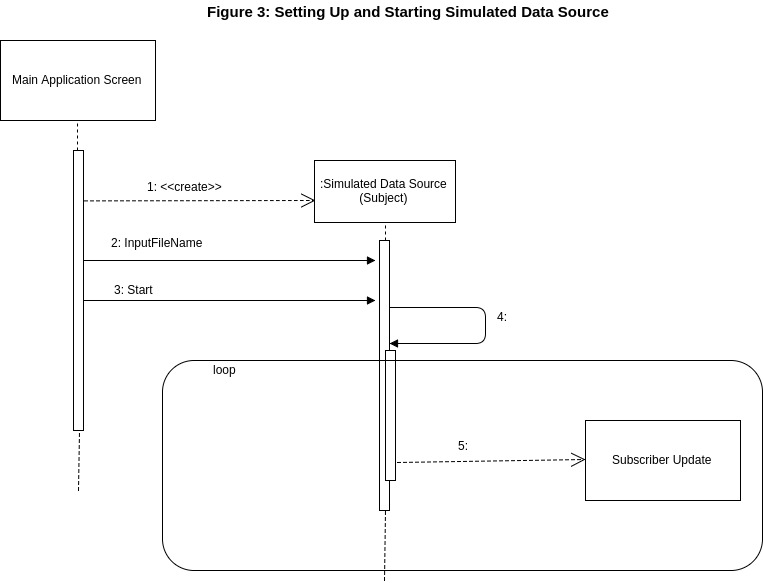 Figure 3: Setting Up and Starting Simulated Data Source
Main Application Screen
1: <<create>>
:Simulated Data Source
(Subject)
2: InputFileName
3: Start
4:
loop
5:
Subscriber Update